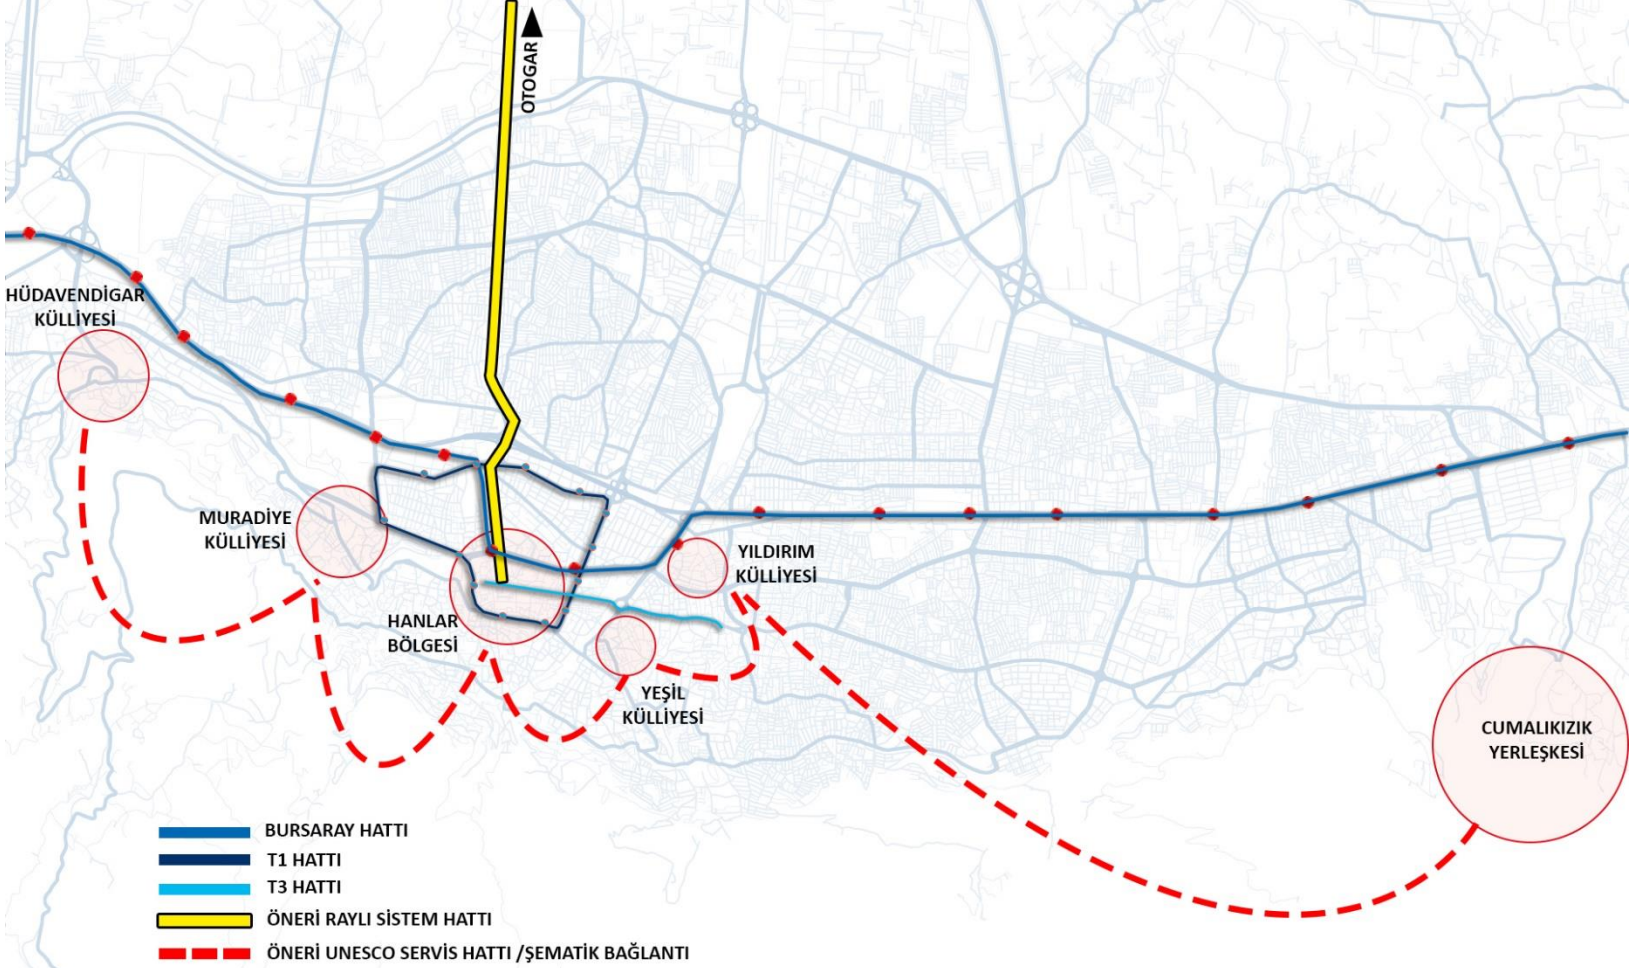 OTOGAR
HÜDAVENDİGAR
KÜLLİYESİ
MURADİYE
KÜLLİYESİ
YILDIRIM
KÜLLİYESİ
HANLAR
BÖLGESİ
YEŞİL
KÜLLİYESİ
CUMALIKIZIK
YERLEŞKESİ
BURSARAY HATTI
T1 HATTI
T3 HATTI
ÖNERİ RAYLI SİSTEM HATTI
ÖNERİ UNESCO SERVİS HATTI /ŞEMATİK BAĞLANTI